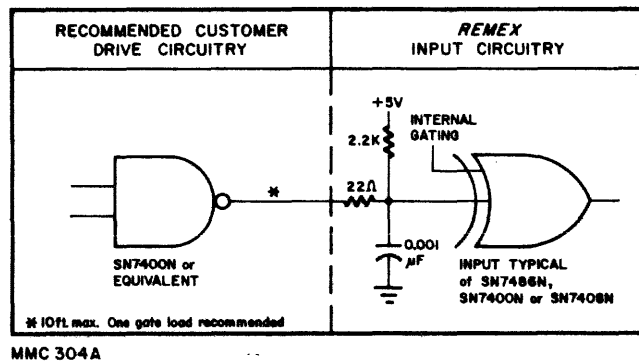 RECOMMENDED CUSTOMER
DRIVE CIRCUITRY
REMEX
INPUT CIRCUITRY
+5V
2.2K
INTERNAL
GATING
*
22Ω
0.001
µF
SN7400N or
EQUIVALENT
INPUT TYPICAL
of SN7486N,
SN7400N or SN7408N
* 10ft. max. One gate load recommended
MMC 304A